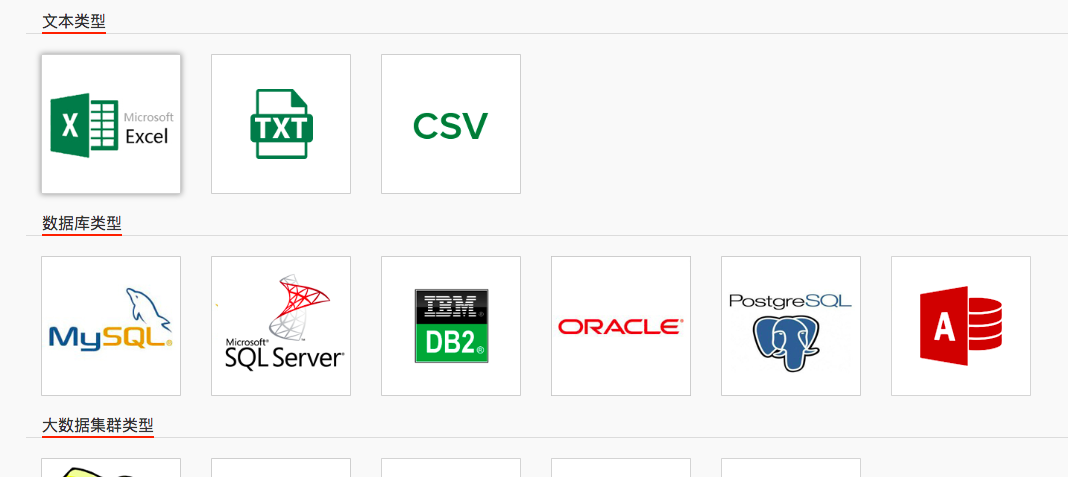 文本类型
X
Microsoft
Excel
TXT
CSV
数据库类型
MySQL®
Microsoft®
SQL Server®
IBM®
DB2®
ORACLE®
PostgreSQL
A
大数据集群类型